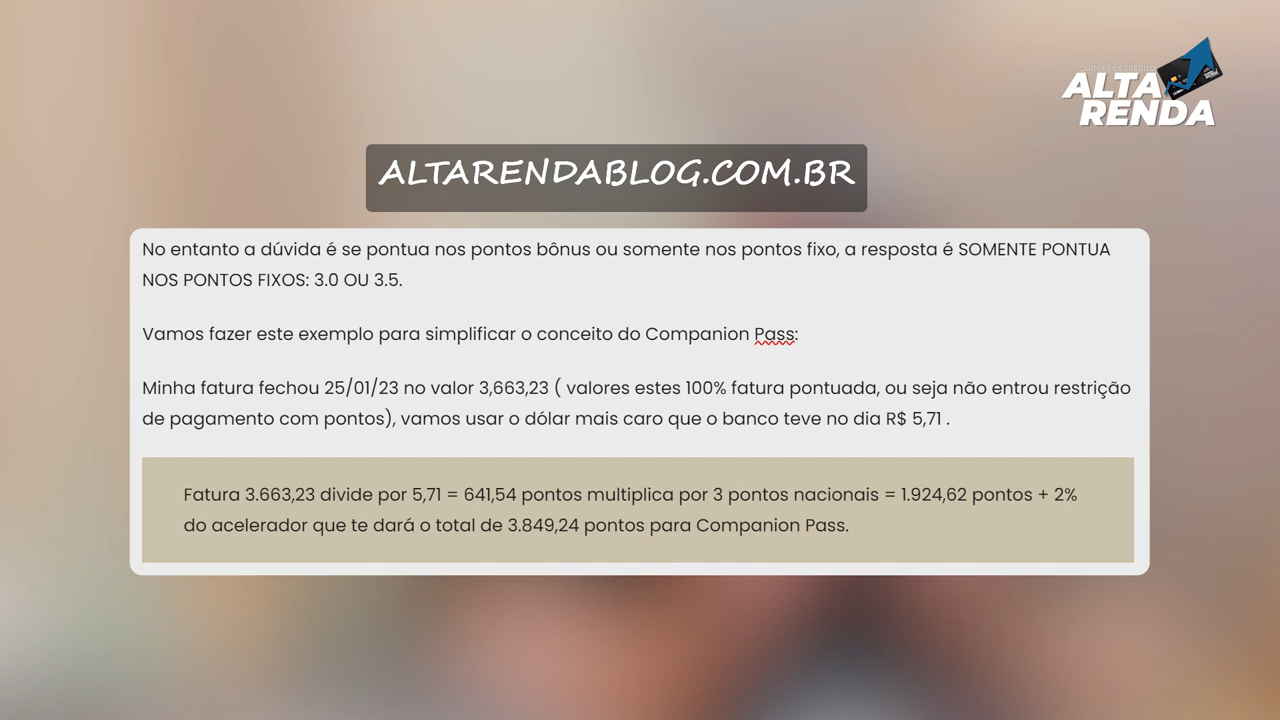 CARTÕES DE CRÉDITO
ALTA
RENDA
ALTARENDABLOG.COM.BR
No entanto a dúvida é se pontua nos pontos bônus ou somente nos pontos fixo, a resposta é SOMENTE PONTUA
NOS PONTOS FIXOS: 3.0 OU 3.5.
Vamos fazer este exemplo para simplificar o conceito do Companion Pass:
Minha fatura fechou 25/01/23 no valor 3,663,23 ( valores estes 100% fatura pontuada, ou seja não entrou restrição
de pagamento com pontos), vamos usar o dólar mais caro que o banco teve no dia R$ 5,71 .
Fatura 3.663,23 divide por 5,71 = 641,54 pontos multiplica por 3 pontos nacionais = 1.924,62 pontos + 2%
do acelerador que te dará o total de 3.849,24 pontos para Companion Pass.